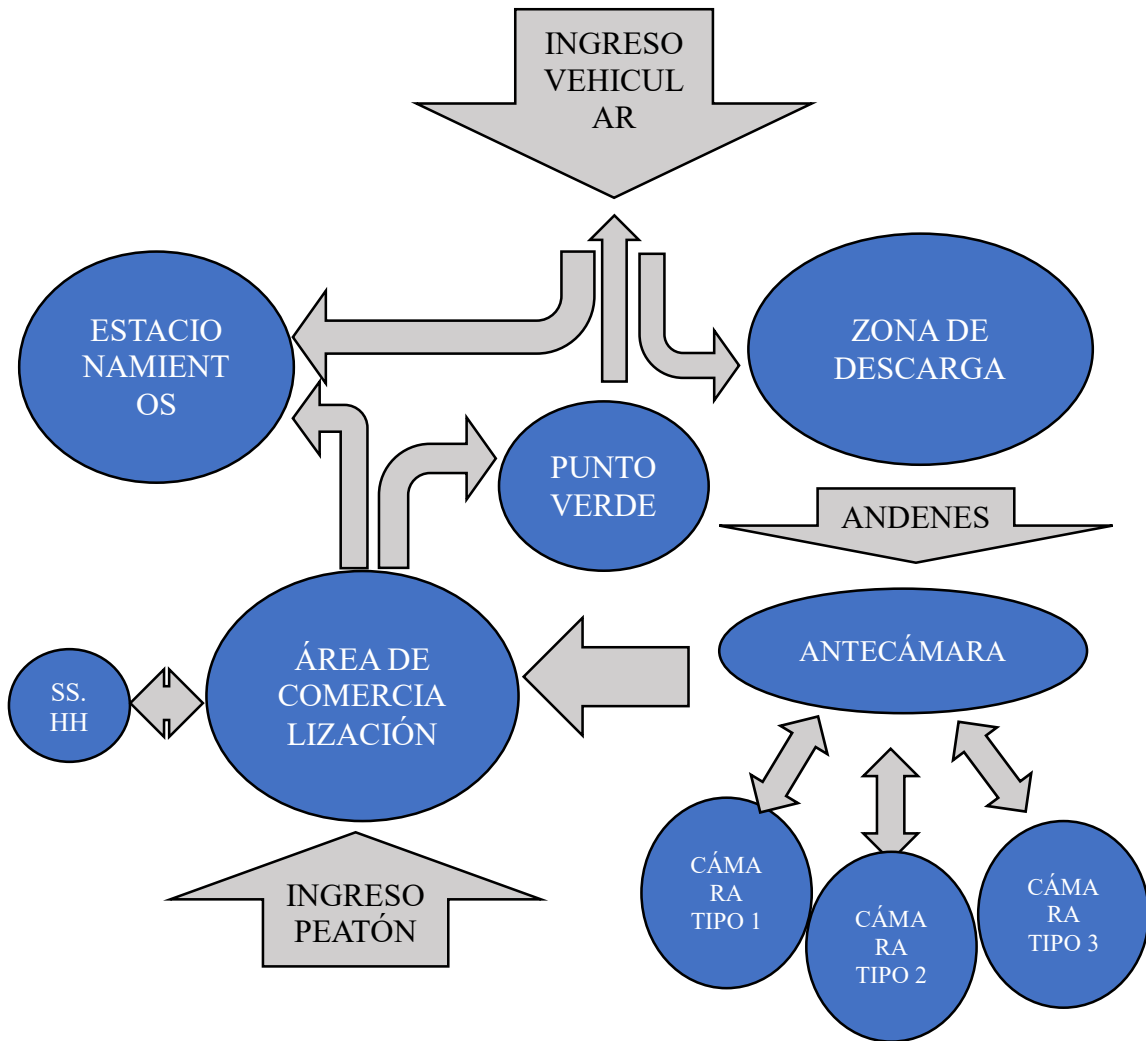 INGRESO
VEHICUL
AR
ESTACIO
NAMIENT
OS
ZONA DE
DESCARGA
PUNTO
VERDE
ANDENES
ANTECÁMARA
ÁREA DE
COMERCIA
LIZACIÓN
SS.
HH
INGRESO
PEATÓN
CÁMA
RA
TIPO 1
CÁMA
RA
TIPO 2
CÁMA
RA
TIPO 3